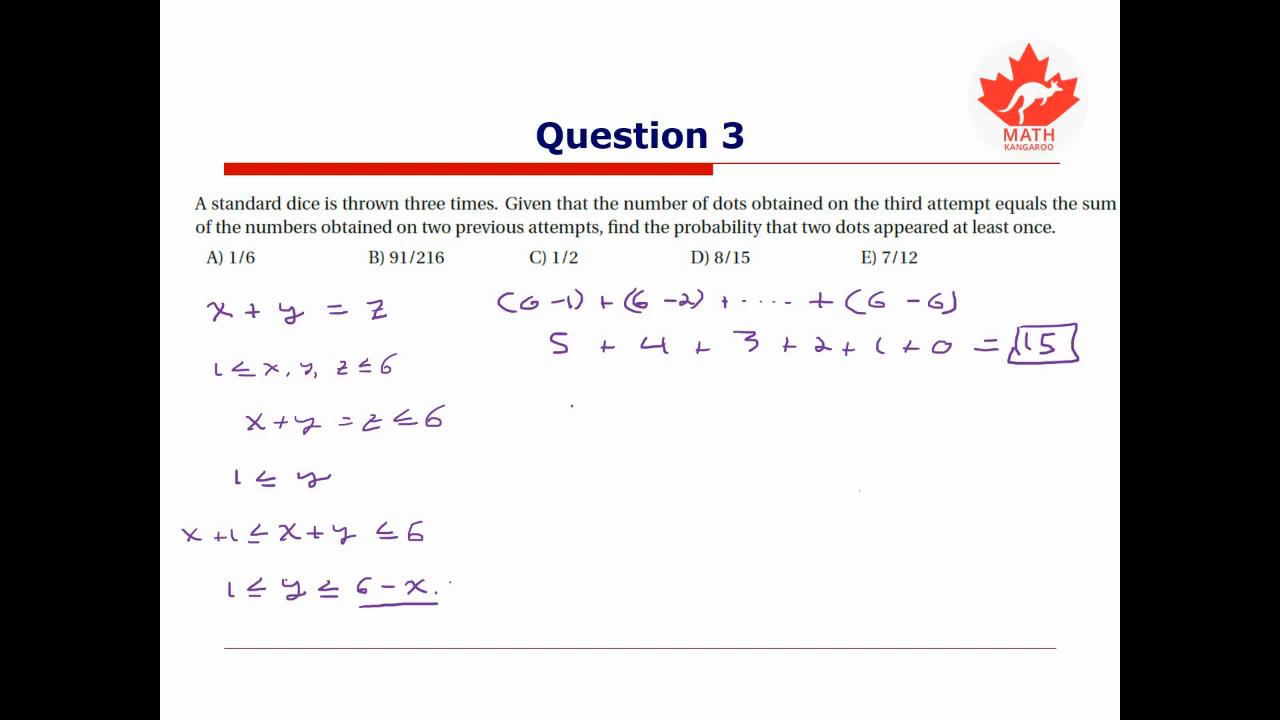 MATH
KANGAROO
Question 3
A standard dice is thrown three times. Given that the number of dots obtained on the third attempt equals the sum
of the numbers obtained on two previous attempts, find the probability that two dots appeared at least once.
A) 1/6 B) 91/216 C) 1/2 D) 8/15 E) 7/12
x + y = z
1 ≤ x, y, z ≤ 6
x + y = z ≤ 6
1 ≤ y
x + 1 ≤ x + y ≤ 6
1 ≤ y ≤ 6 - x.
(6 - 1) + (6 - 2) + .... + (6 - 6)
5 + 4 + 3 + 2 + 1 + 0 = 15